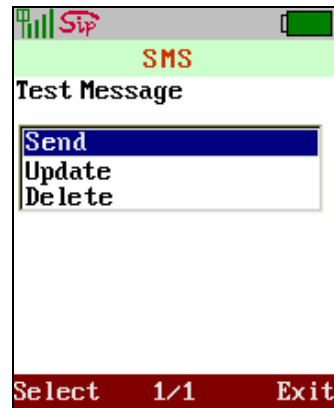 Sip
SMS
Test Message
Send
Update
Delete
Select 1/1 Exit